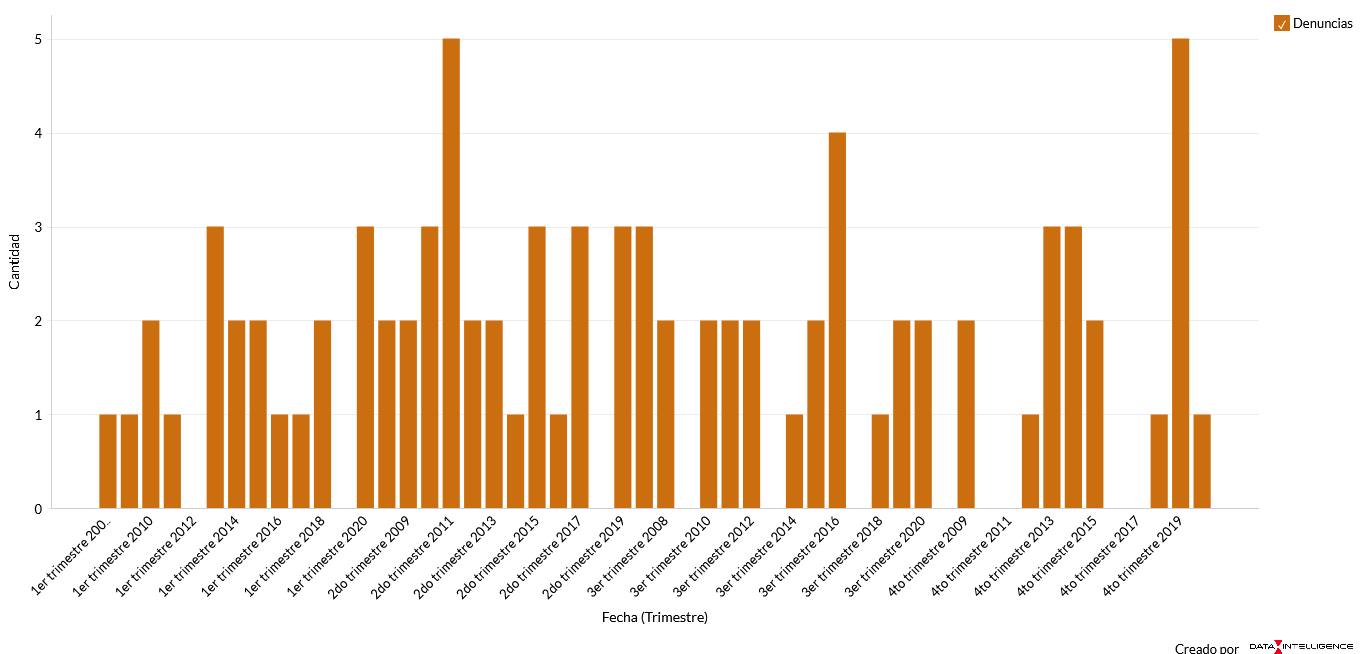 Denuncias
5
4
3
2
1
0
Cantidad
1er trimestre 200..
1er trimestre 2010
1er trimestre 2012
1er trimestre 2014
1er trimestre 2016
1er trimestre 2018
1er trimestre 2020
2do trimestre 2009
2do trimestre 2011
2do trimestre 2013
2do trimestre 2015
2do trimestre 2017
2do trimestre 2019
3er trimestre 2008
3er trimestre 2010
3er trimestre 2012
3er trimestre 2014
3er trimestre 2016
3er trimestre 2018
3er trimestre 2020
4to trimestre 2009
4to trimestre 2011
4to trimestre 2013
4to trimestre 2015
4to trimestre 2017
4to trimestre 2019
Fecha (Trimestre)
Creado por DATA INTELLIGENCE